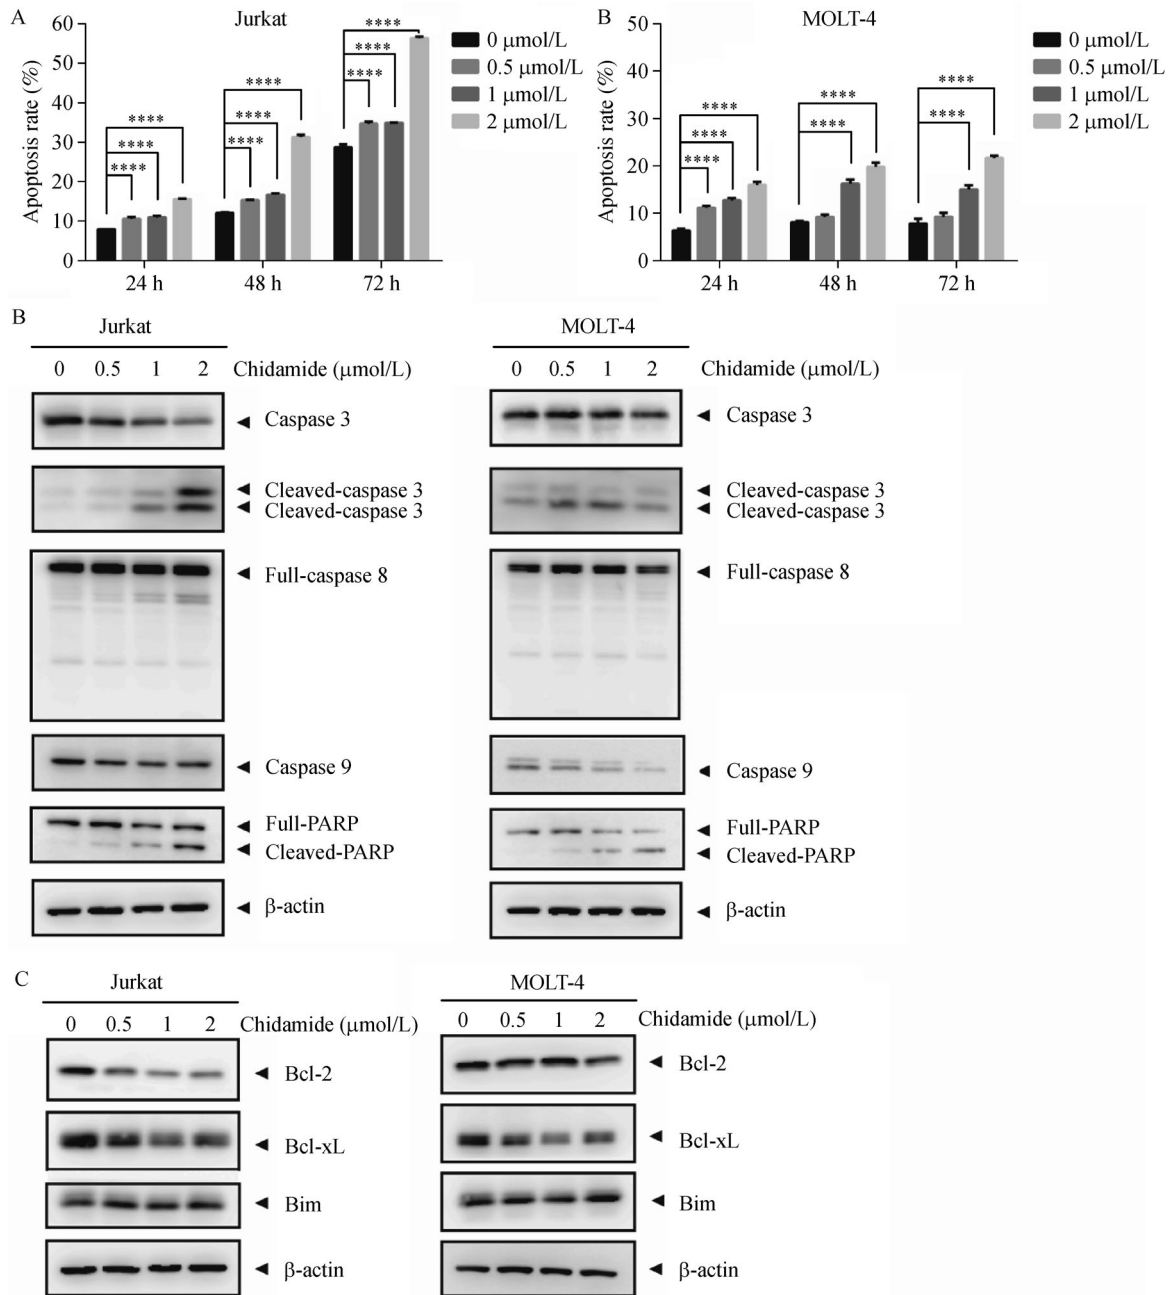 A
Jurkat
Apoptosis rate (%)
60
50
40
30
20
10
0
**** **** ****
**** **** ****
**** **** ****
24 h 48 h 72 h
0 μmol/L
0.5 μmol/L
1 μmol/L
2 μmol/L
B
MOLT-4
Apoptosis rate (%)
50
40
30
20
10
0
**** **** ****
**** **** ****
****
24 h 48 h 72 h
0 μmol/L
0.5 μmol/L
1 μmol/L
2 μmol/L
B
Jurkat
0 0.5 1 2 Chidamide (μmol/L)
Caspase 3
Cleaved-caspase 3
Cleaved-caspase 3
Full-caspase 8
Caspase 9
Full-PARP
Cleaved-PARP
β-actin
MOLT-4
0 0.5 1 2 Chidamide (μmol/L)
Caspase 3
Cleaved-caspase 3
Cleaved-caspase 3
Full-caspase 8
Caspase 9
Full-PARP
Cleaved-PARP
β-actin
C
Jurkat
0 0.5 1 2 Chidamide (μmol/L)
Bcl-2
Bcl-xL
Bim
β-actin
MOLT-4
0 0.5 1 2 Chidamide (μmol/L)
Bcl-2
Bcl-xL
Bim
β-actin